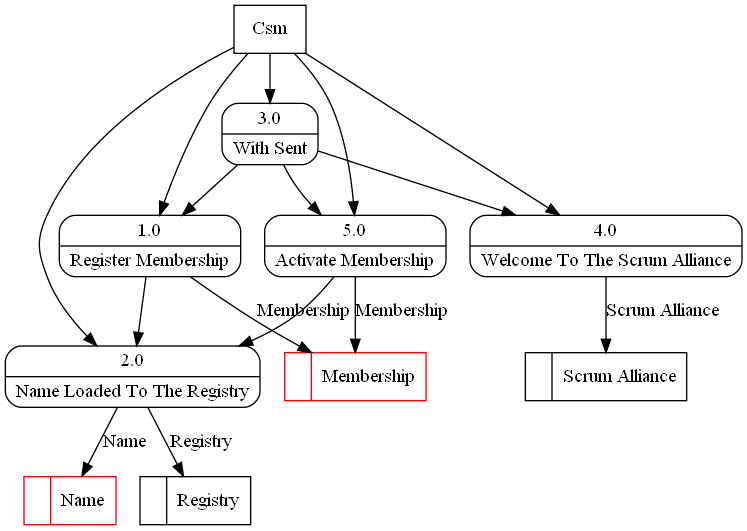 Csm
3.0
With Sent
1.0
Register Membership
5.0
Activate Membership
4.0
Welcome To The Scrum Alliance
Membership
Membership
Scrum Alliance
2.0
Name Loaded To The Registry
Membership
Scrum Alliance
Name
Registry
Name
Registry